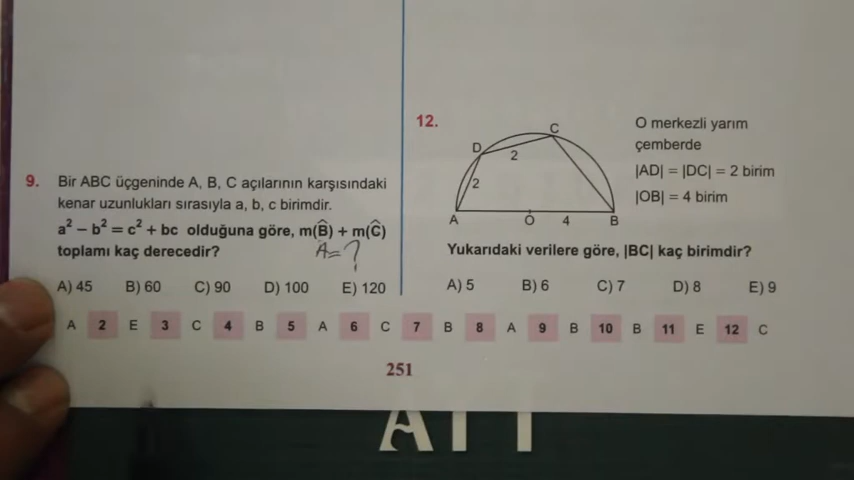 9. Bir ABC üçgeninde A, B, C açılarının karşısındaki
kenar uzunlukları sırasıyla a, b, c birimdir.
a² − b² = c² + bc olduğuna göre, m(B̂) + m(Ĉ)
toplamı kaç derecedir?
A = ?
A) 45 B) 60 C) 90 D) 100 E) 120
12.
D
C
2
2
A
O
4
B
O merkezli yarım
çemberde
|AD| = |DC| = 2 birim
|OB| = 4 birim
Yukarıdaki verilere göre, |BC| kaç birimdir?
A) 5 B) 6 C) 7 D) 8 E) 9
A 2 E 3 C 4 B 5 A 6 C 7 B 8 A 9 B 10 B 11 E 12 C
251